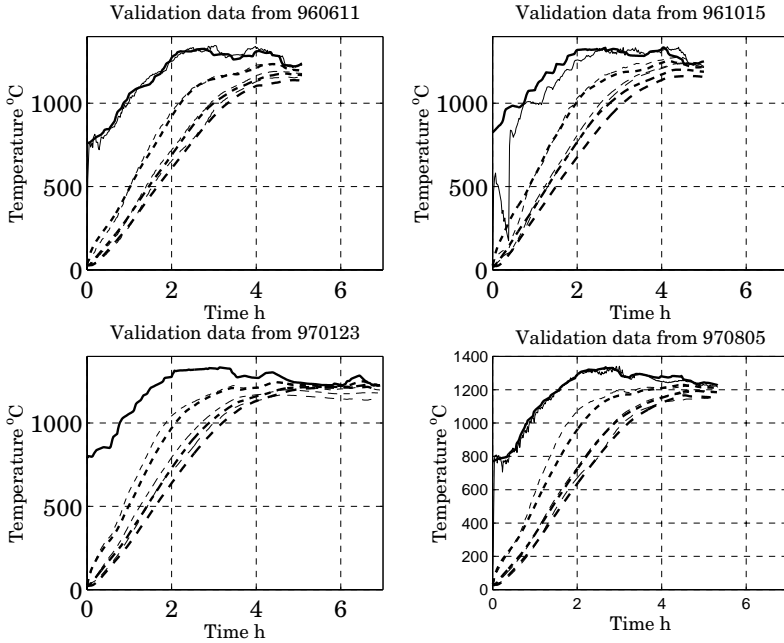 Validation data from 960611
Temperature °C
1000
500
0
0 2 4 6
Time h
Validation data from 961015
Temperature °C
1000
500
0
0 2 4 6
Time h
Validation data from 970123
Temperature °C
1000
500
0
0 2 4 6
Time h
Validation data from 970805
Temperature °C
1400
1200
1000
800
600
400
200
0
0 2 4 6
Time h